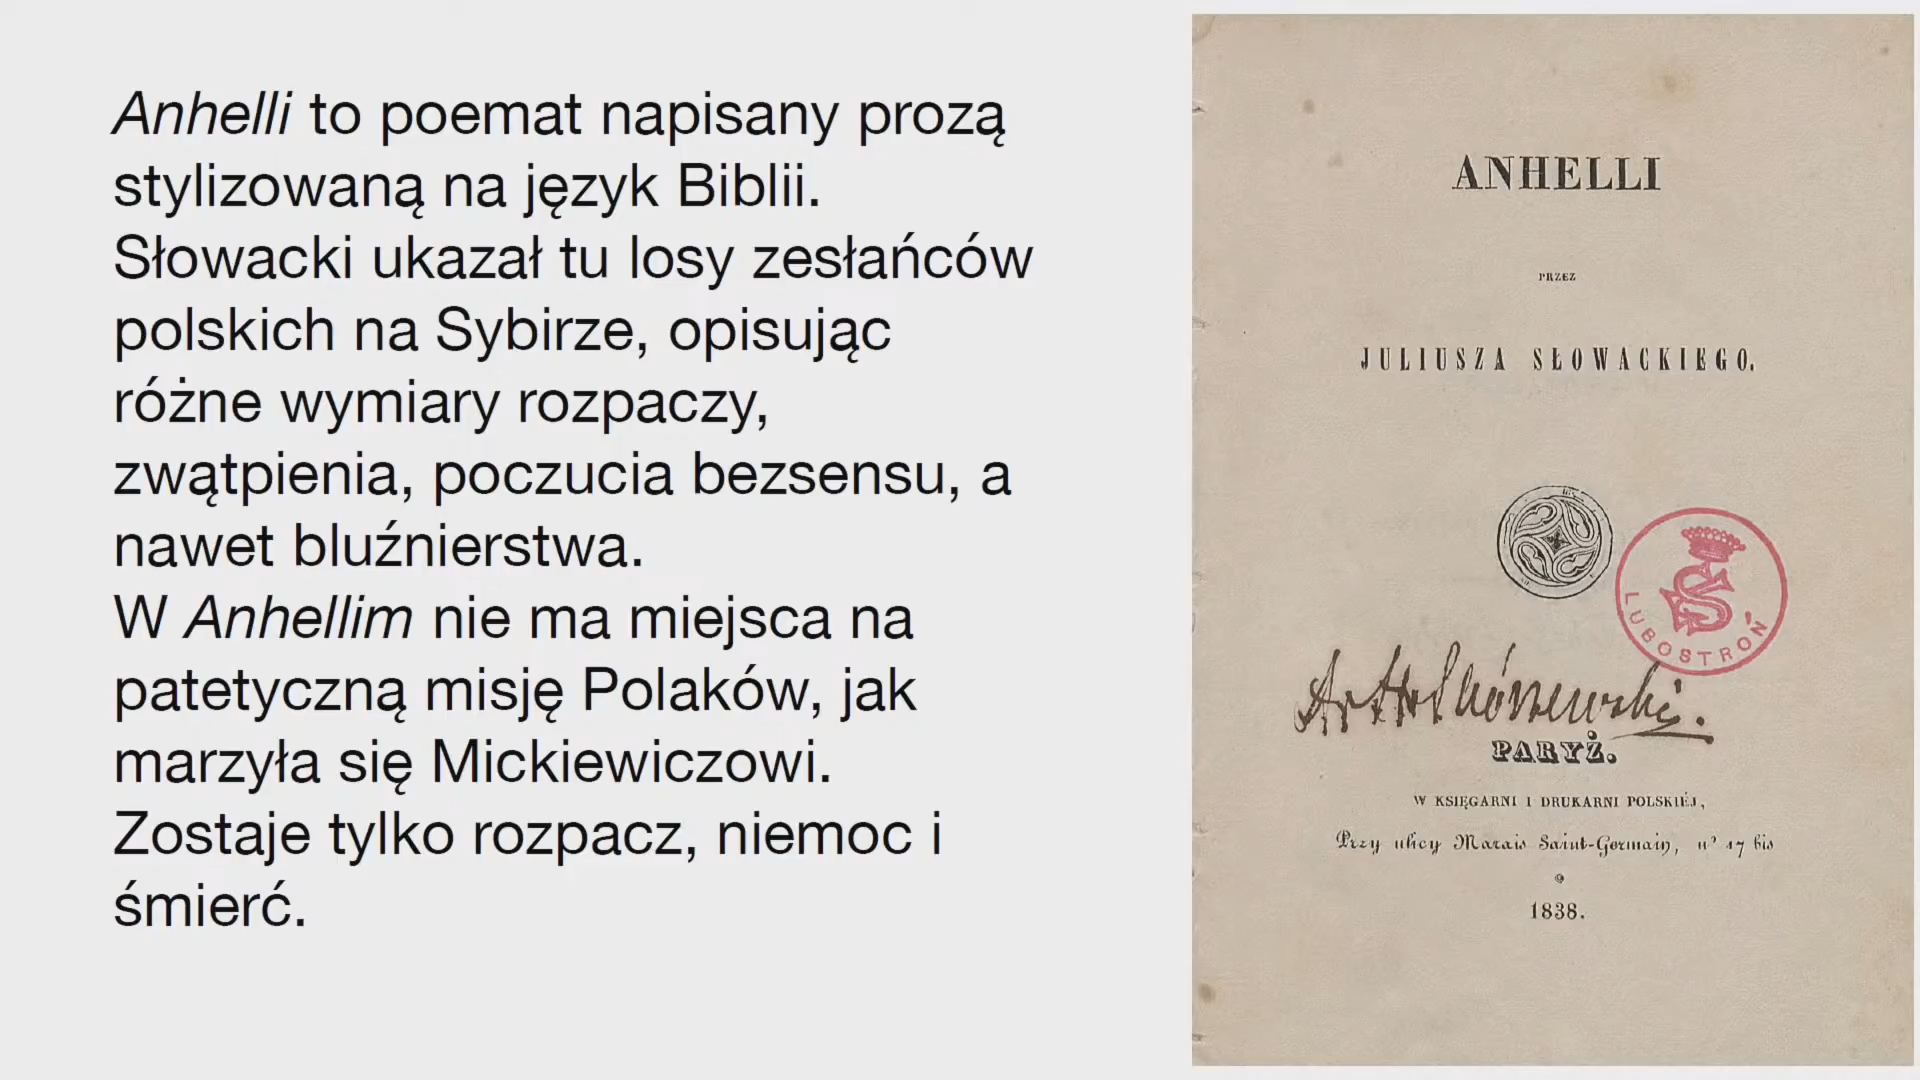 Anhelli to poemat napisany prozą
stylizowaną na język Biblii.
Słowacki ukazał tu losy zesłańców
polskich na Sybirze, opisując
różne wymiary rozpaczy,
zwątpienia, poczucia bezsensu, a
nawet bluźnierstwa.
W Anhellim nie ma miejsca na
patetyczną misję Polaków, jak
marzyła się Mickiewiczowi.
Zostaje tylko rozpacz, niemoc i
śmierć.
ANHELLI
PRZEZ
JULIUSZA SŁOWACKIEGO.
LUBOSTROŃ
PARYŻ.
W KSIĘGARNI I DRUKARNI POLSKIÉJ,
Przy ulicy Marais Saint-Germain, nº 17 bis
1838.